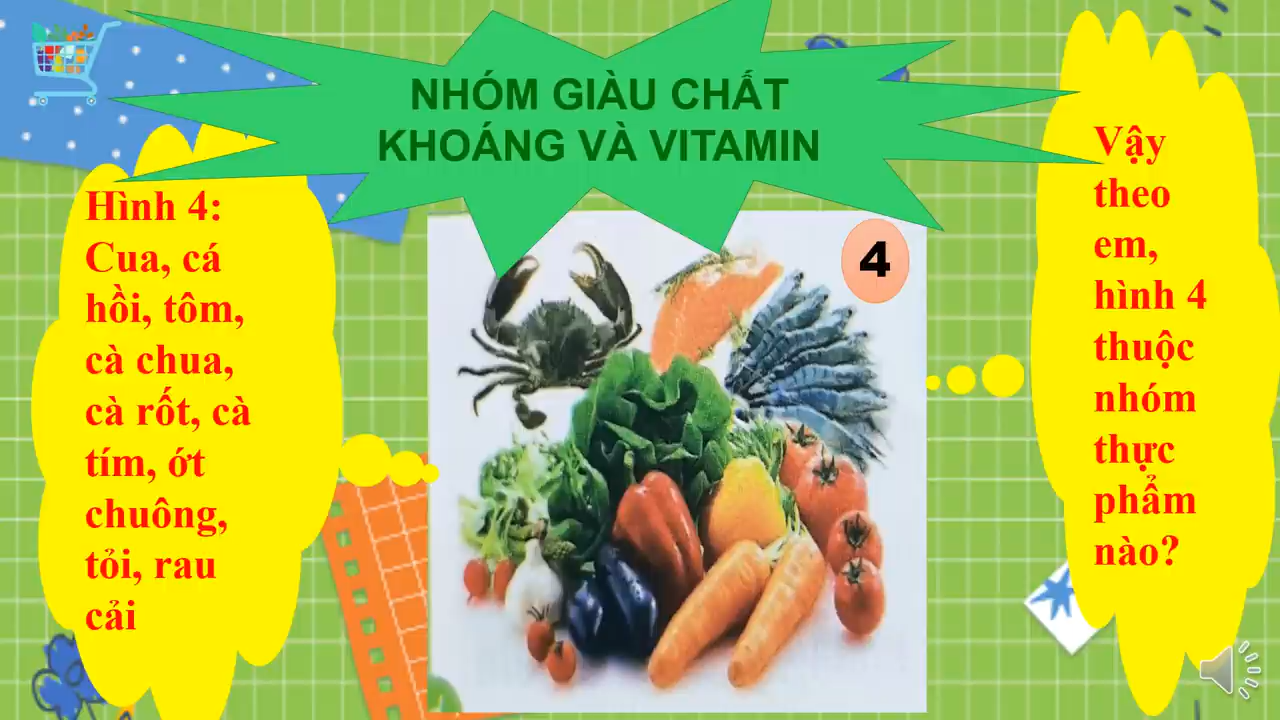 NHÓM GIÀU CHẤT
KHOÁNG VÀ VITAMIN
Hình 4:
Cua, cá
hồi, tôm,
cà chua,
cà rốt, cà
tím, ớt
chuông,
tỏi, rau
cải
4
Vậy
theo
em,
hình 4
thuộc
nhóm
thực
phẩm
nào?